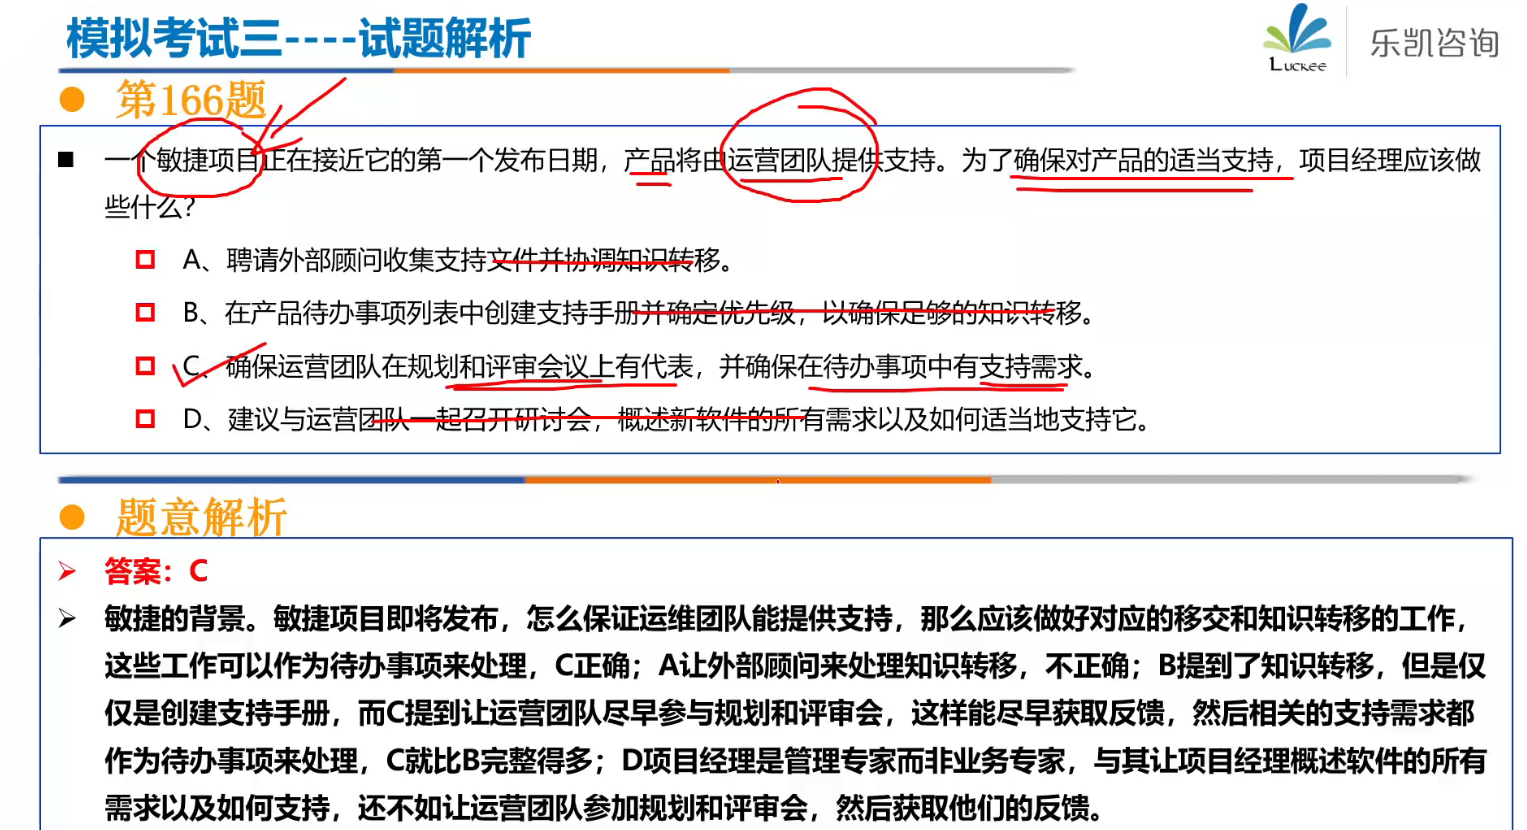 模拟考试三----试题解析
Luckee
乐凯咨询
第166题
一个敏捷项目正在接近它的第一个发布日期，产品将由运营团队提供支持。为了确保对产品的适当支持，项目经理应该做
些什么？
A、聘请外部顾问收集支持文件并协调知识转移。
B、在产品待办事项列表中创建支持手册并确定优先级，以确保足够的知识转移。
C、确保运营团队在规划和评审会议上有代表，并确保在待办事项中有支持需求。
D、建议与运营团队一起召开研讨会，概述新软件的所有需求以及如何适当地支持它。
题意解析
答案：C
敏捷的背景。敏捷项目即将发布，怎么保证运维团队能提供支持，那么应该做好对应的移交和知识转移的工作，
这些工作可以作为待办事项来处理，C正确；A让外部顾问来处理知识转移，不正确；B提到了知识转移，但是仅
仅是创建支持手册，而C提到让运营团队尽早参与规划和评审会，这样能尽早获取反馈，然后相关的支持需求都
作为待办事项来处理，C就比B完整得多；D项目经理是管理专家而非业务专家，与其让项目经理概述软件的所有
需求以及如何支持，还不如让运营团队参加规划和评审会，然后获取他们的反馈。